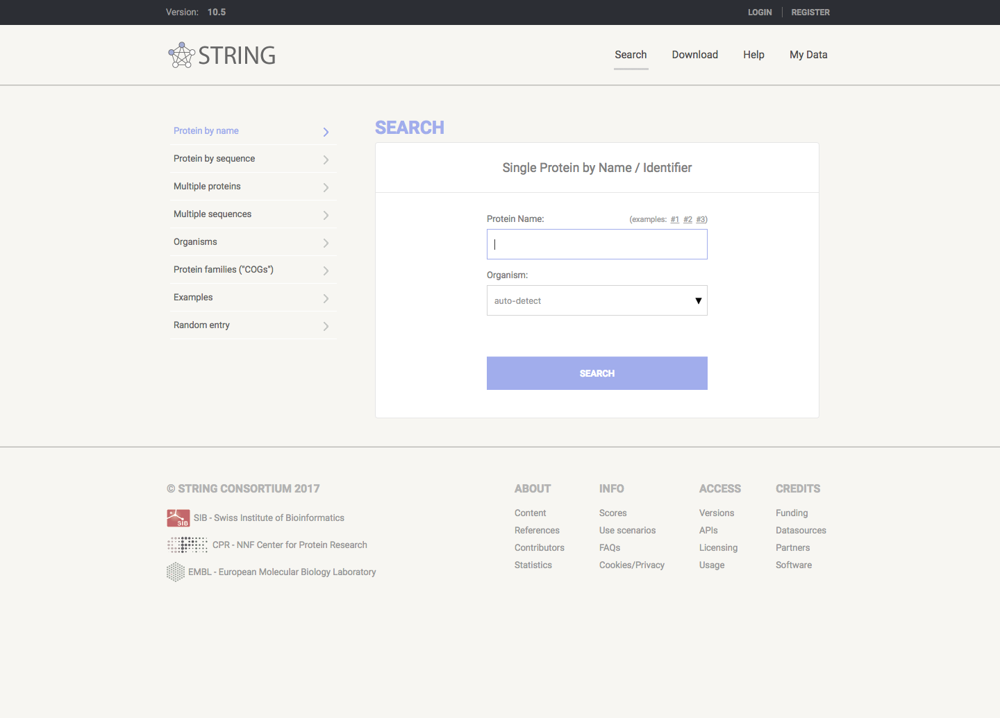 Version: 10.5
LOGIN REGISTER
STRING
Search Download Help My Data
Protein by name
Protein by sequence
Multiple proteins
Multiple sequences
Organisms
Protein families ("COGs")
Examples
Random entry
SEARCH
Single Protein by Name / Identifier
Protein Name: (examples: #1 #2 #3)
Organism:
auto-detect
SEARCH
© STRING CONSORTIUM 2017
SIB
SIB - Swiss Institute of Bioinformatics
CPR - NNF Center for Protein Research
EMBL - European Molecular Biology Laboratory
ABOUT
Content
References
Contributors
Statistics
INFO
Scores
Use scenarios
FAQs
Cookies/Privacy
ACCESS
Versions
APIs
Licensing
Usage
CREDITS
Funding
Datasources
Partners
Software